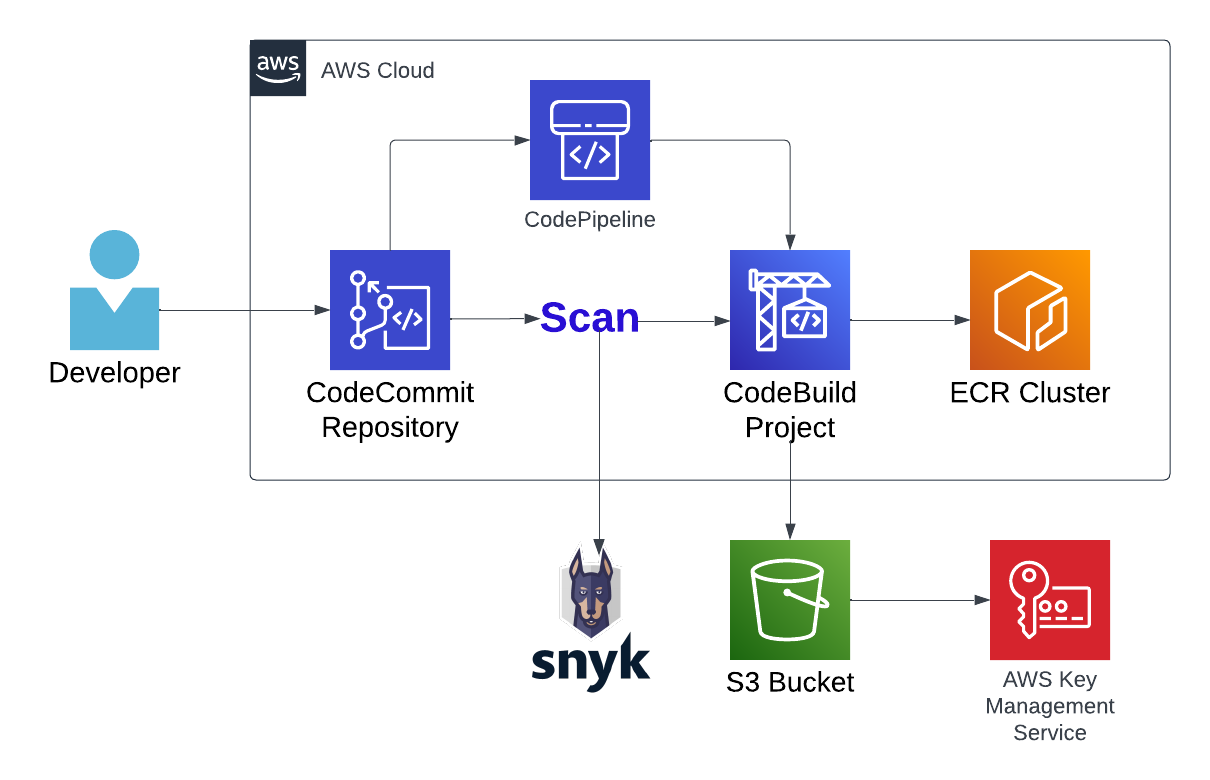 aws
AWS Cloud
CodePipeline
Developer
CodeCommit
Repository
</>
Scan
CodeBuild
Project
ECR Cluster
snyk
S3 Bucket
AWS Key
Management
Service